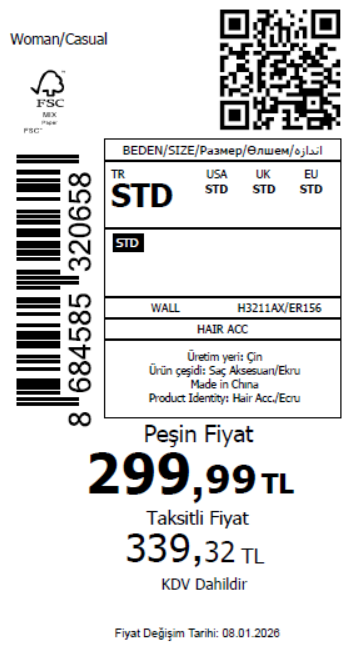 Woman/Casual
FSC
MIX
Paper
FSC™
8 684585 320658
BEDEN/SIZE/Размер/Өлшем/اندازه
TR USA UK EU
STD STD STD STD
STD
WALL H3211AX/ER156
HAIR ACC
Üretim yeri: Çin
Ürün çeşidi: Saç Aksesuarı/Ekru
Made in China
Product Identity: Hair Acc./Ecru
Peşin Fiyat
299,99 TL
Taksitli Fiyat
339,32 TL
KDV Dahildir
Fiyat Değişim Tarihi: 08.01.2026